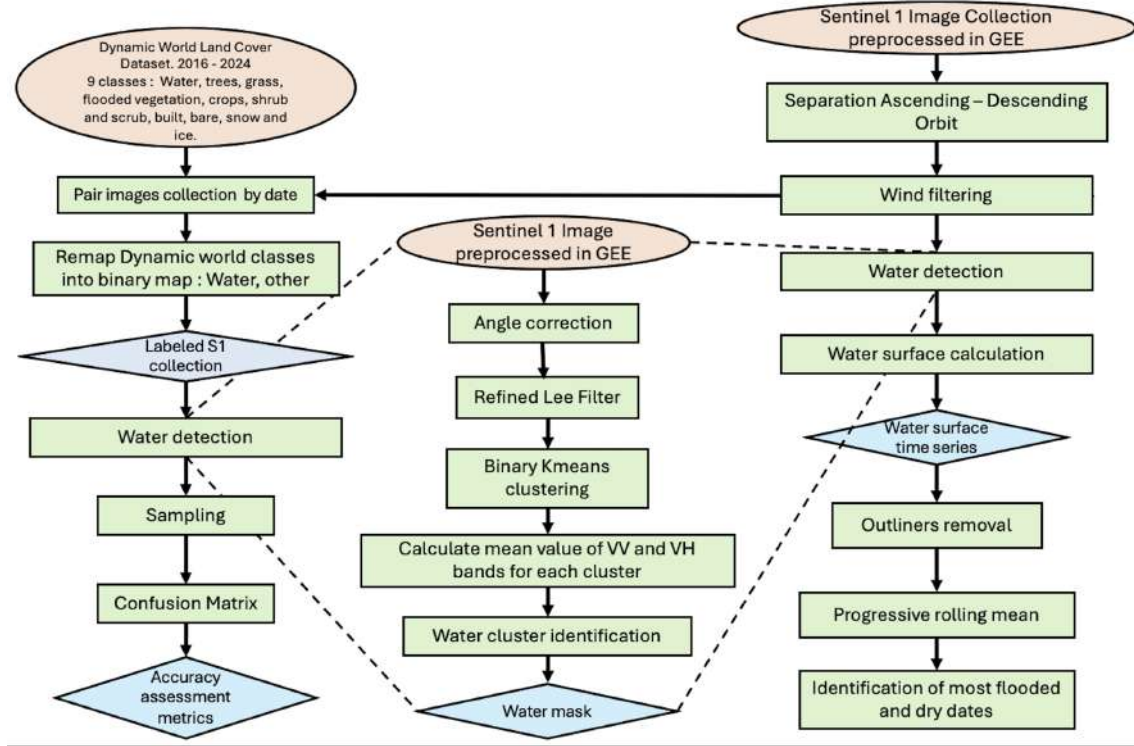 Dynamic World Land Cover
Dataset. 2016 - 2024
9 classes : Water, trees, grass,
flooded vegetation, crops, shrub
and scrub, built, bare, snow and
ice.
Pair images collection by date
Remap Dynamic world classes
into binary map : Water, other
Labeled S1
collection
Water detection
Sampling
Confusion Matrix
Accuracy
assessment
metrics
Sentinel 1 Image
preprocessed in GEE
Angle correction
Refined Lee Filter
Binary Kmeans
clustering
Calculate mean value of VV and VH
bands for each cluster
Water cluster identification
Water mask
Sentinel 1 Image Collection
preprocessed in GEE
Separation Ascending – Descending
Orbit
Wind filtering
Water detection
Water surface calculation
Water surface
time series
Outliners removal
Progressive rolling mean
Identification of most flooded
and dry dates